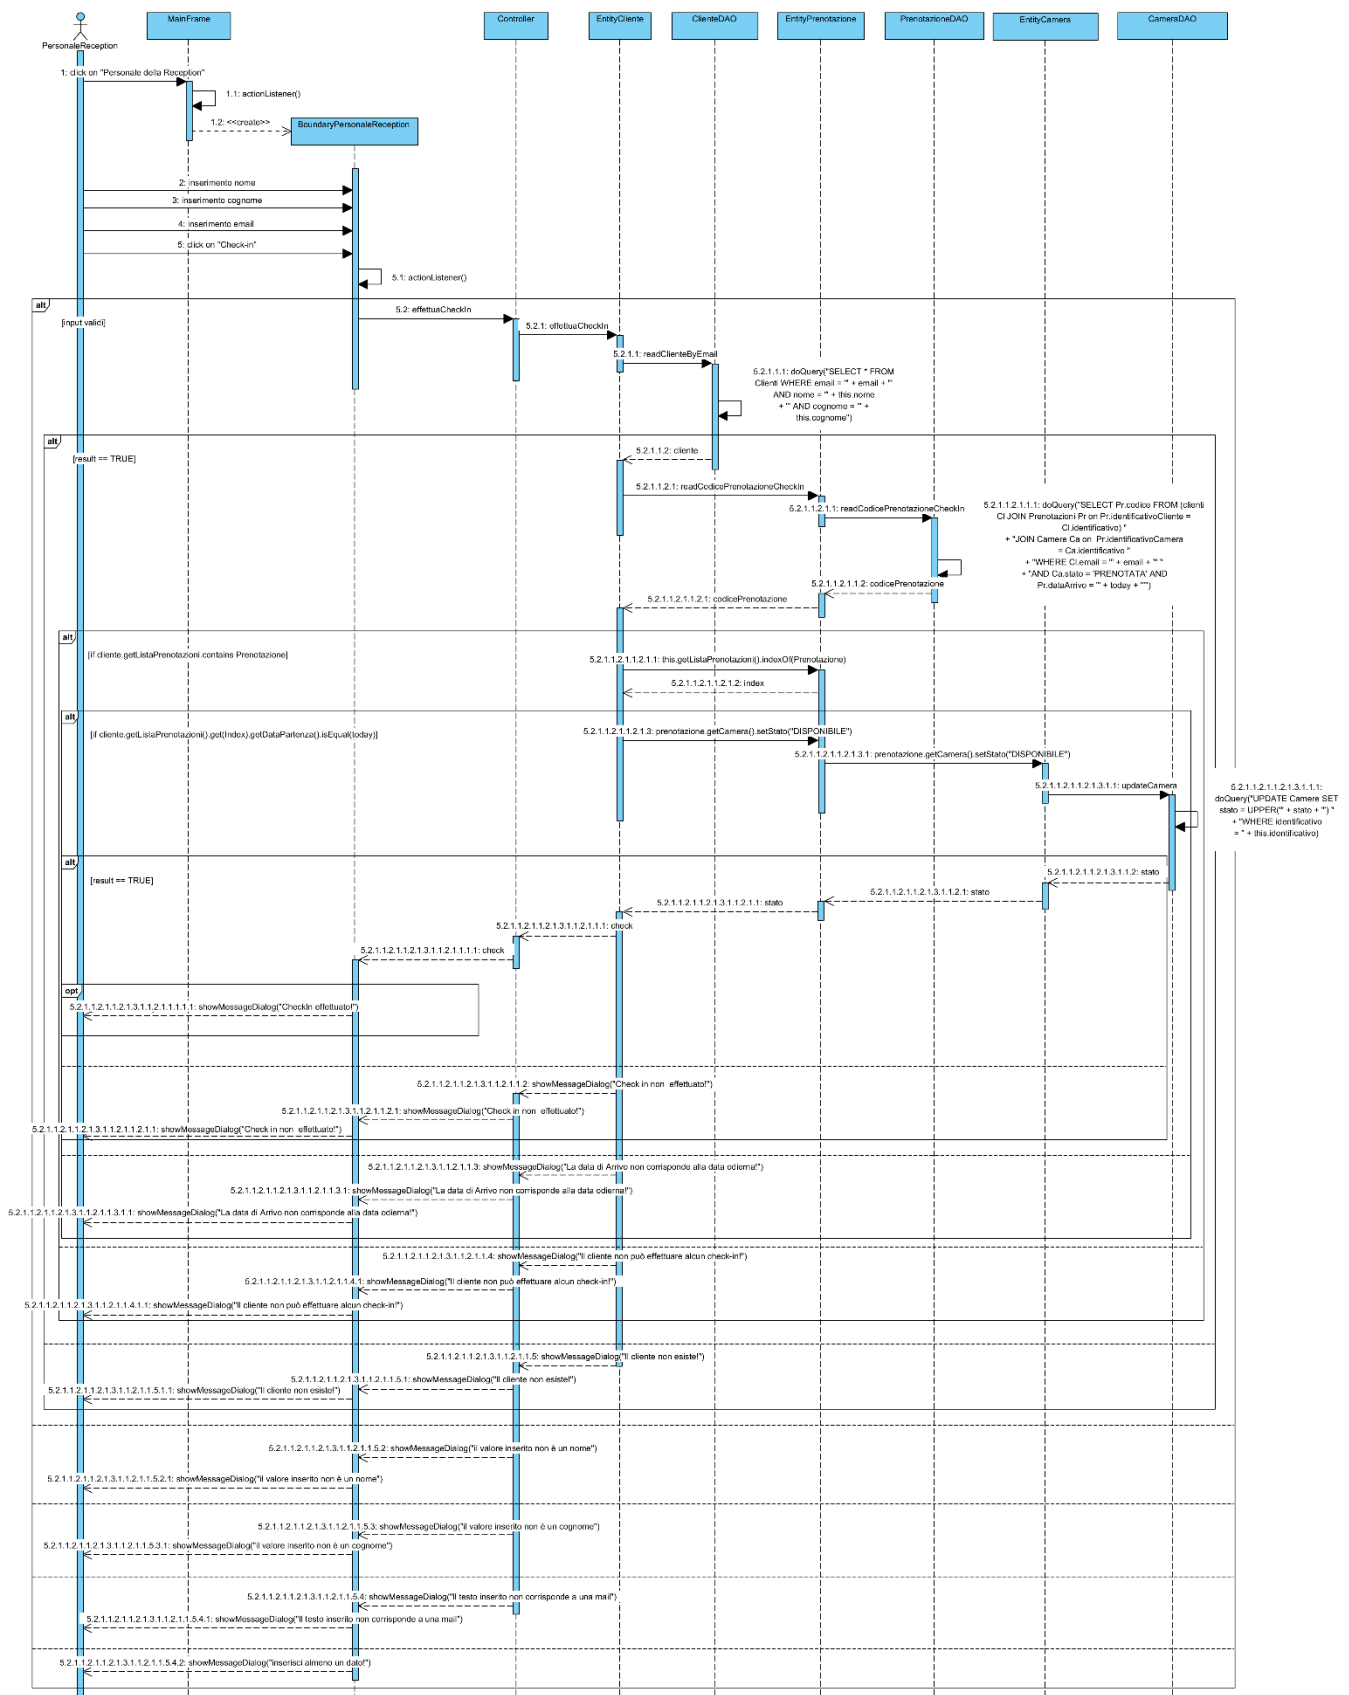 PersonaleReception
MainFrame
Controller
EntityCliente
ClienteDAO
EntityPrenotazione
PrenotazioneDAO
EntityCamera
CameraDAO
1: click on "Personale della Reception"
1.1: actionListener()
1.2: <<create>>
BoundaryPersonaleReception
2: inserimento nome
3: inserimento cognome
4: inserimento email
5: click on "Check-in"
5.1: actionListener()
alt
[input validi]
5.2: effettuaCheckIn
5.2.1: effettuaCheckIn
5.2.1.1: readClienteByEmail
5.2.1.1.1: doQuery("SELECT * FROM
Clienti WHERE email = '" + email + "'
AND nome = '" + this.nome
+ "' AND cognome = '" +
this.cognome")
alt
[result == TRUE]
5.2.1.1.2: cliente
5.2.1.1.2.1: readCodicePrenotazioneCheckIn
5.2.1.1.2.1.1: readCodicePrenotazioneCheckIn
5.2.1.1.2.1.1.1: doQuery("SELECT Pr.codice FROM (clienti
Cl JOIN Prenotazioni Pr on Pr.identificativoCliente =
Cl.identificativo) "
+ "JOIN Camere Ca on  Pr.identificativoCamera
= Ca.identificativo "
+ "WHERE Cl.email = '" + email + "' "
+ "AND Ca.stato = 'PRENOTATA' AND
Pr.dataArrivo = '" + today + "'")
5.2.1.1.2.1.1.2: codicePrenotazione
5.2.1.1.2.1.1.2.1: codicePrenotazione
alt
[if cliente.getListaPrenotazioni.contains Prenotazione]
5.2.1.1.2.1.1.2.1.1: this.getListaPrenotazioni().indexOf(Prenotazione)
5.2.1.1.2.1.1.2.1.2: index
alt
[if cliente.getListaPrenotazioni().get(Index).getDataPartenza().isEqual(today)]
5.2.1.1.2.1.1.2.1.3: prenotazione.getCamera().setStato("DISPONIBILE")
5.2.1.1.2.1.1.2.1.3.1: prenotazione.getCamera().setStato("DISPONIBILE")
5.2.1.1.2.1.1.2.1.3.1.1: updateCamera
5.2.1.1.2.1.1.2.1.3.1.1.1:
doQuery("UPDATE Camere SET
stato = UPPER('" + stato + "') "
+ "WHERE identificativo
= " + this.identificativo)
alt
[result == TRUE]
5.2.1.1.2.1.1.2.1.3.1.1.2: stato
5.2.1.1.2.1.1.2.1.3.1.1.2.1: stato
5.2.1.1.2.1.1.2.1.3.1.1.2.1.1: stato
5.2.1.1.2.1.1.2.1.3.1.1.2.1.1.1: check
5.2.1.1.2.1.1.2.1.3.1.1.2.1.1.1.1: check
opt
5.2.1.1.2.1.1.2.1.3.1.1.2.1.1.1.1.1: showMessageDialog("CheckIn effettuato!")
5.2.1.1.2.1.1.2.1.3.1.1.2.1.1.2: showMessageDialog("Check in non  effettuato!")
5.2.1.1.2.1.1.2.1.3.1.1.2.1.1.2.1: showMessageDialog("Check in non  effettuato!")
5.2.1.1.2.1.1.2.1.3.1.1.2.1.1.2.1.1: showMessageDialog("Check in non  effettuato!")
5.2.1.1.2.1.1.2.1.3.1.1.2.1.1.3: showMessageDialog("La data di Arrivo non corrisponde alla data odierna!")
5.2.1.1.2.1.1.2.1.3.1.1.2.1.1.3.1: showMessageDialog("La data di Arrivo non corrisponde alla data odierna!")
5.2.1.1.2.1.1.2.1.3.1.1.2.1.1.3.1.1: showMessageDialog("La data di Arrivo non corrisponde alla data odierna!")
5.2.1.1.2.1.1.2.1.3.1.1.2.1.1.4: showMessageDialog("Il cliente non può effettuare alcun check-in!")
5.2.1.1.2.1.1.2.1.3.1.1.2.1.1.4.1: showMessageDialog("Il cliente non può effettuare alcun check-in!")
5.2.1.1.2.1.1.2.1.3.1.1.2.1.1.4.1.1: showMessageDialog("Il cliente non può effettuare alcun check-in!")
5.2.1.1.2.1.1.2.1.3.1.1.2.1.1.5: showMessageDialog("Il cliente non esiste!")
5.2.1.1.2.1.1.2.1.3.1.1.2.1.1.5.1: showMessageDialog("Il cliente non esiste!")
5.2.1.1.2.1.1.2.1.3.1.1.2.1.1.5.1.1: showMessageDialog("Il cliente non esiste!")
5.2.1.1.2.1.1.2.1.3.1.1.2.1.1.5.2: showMessageDialog("il valore inserito non è un nome")
5.2.1.1.2.1.1.2.1.3.1.1.2.1.1.5.2.1: showMessageDialog("il valore inserito non è un nome")
5.2.1.1.2.1.1.2.1.3.1.1.2.1.1.5.3: showMessageDialog("il valore inserito non è un cognome")
5.2.1.1.2.1.1.2.1.3.1.1.2.1.1.5.3.1: showMessageDialog("il valore inserito non è un cognome")
5.2.1.1.2.1.1.2.1.3.1.1.2.1.1.5.4: showMessageDialog("Il testo inserito non corrisponde a una mail")
5.2.1.1.2.1.1.2.1.3.1.1.2.1.1.5.4.1: showMessageDialog("Il testo inserito non corrisponde a una mail")
5.2.1.1.2.1.1.2.1.3.1.1.2.1.1.5.4.2: showMessageDialog("inserisci almeno un dato!")